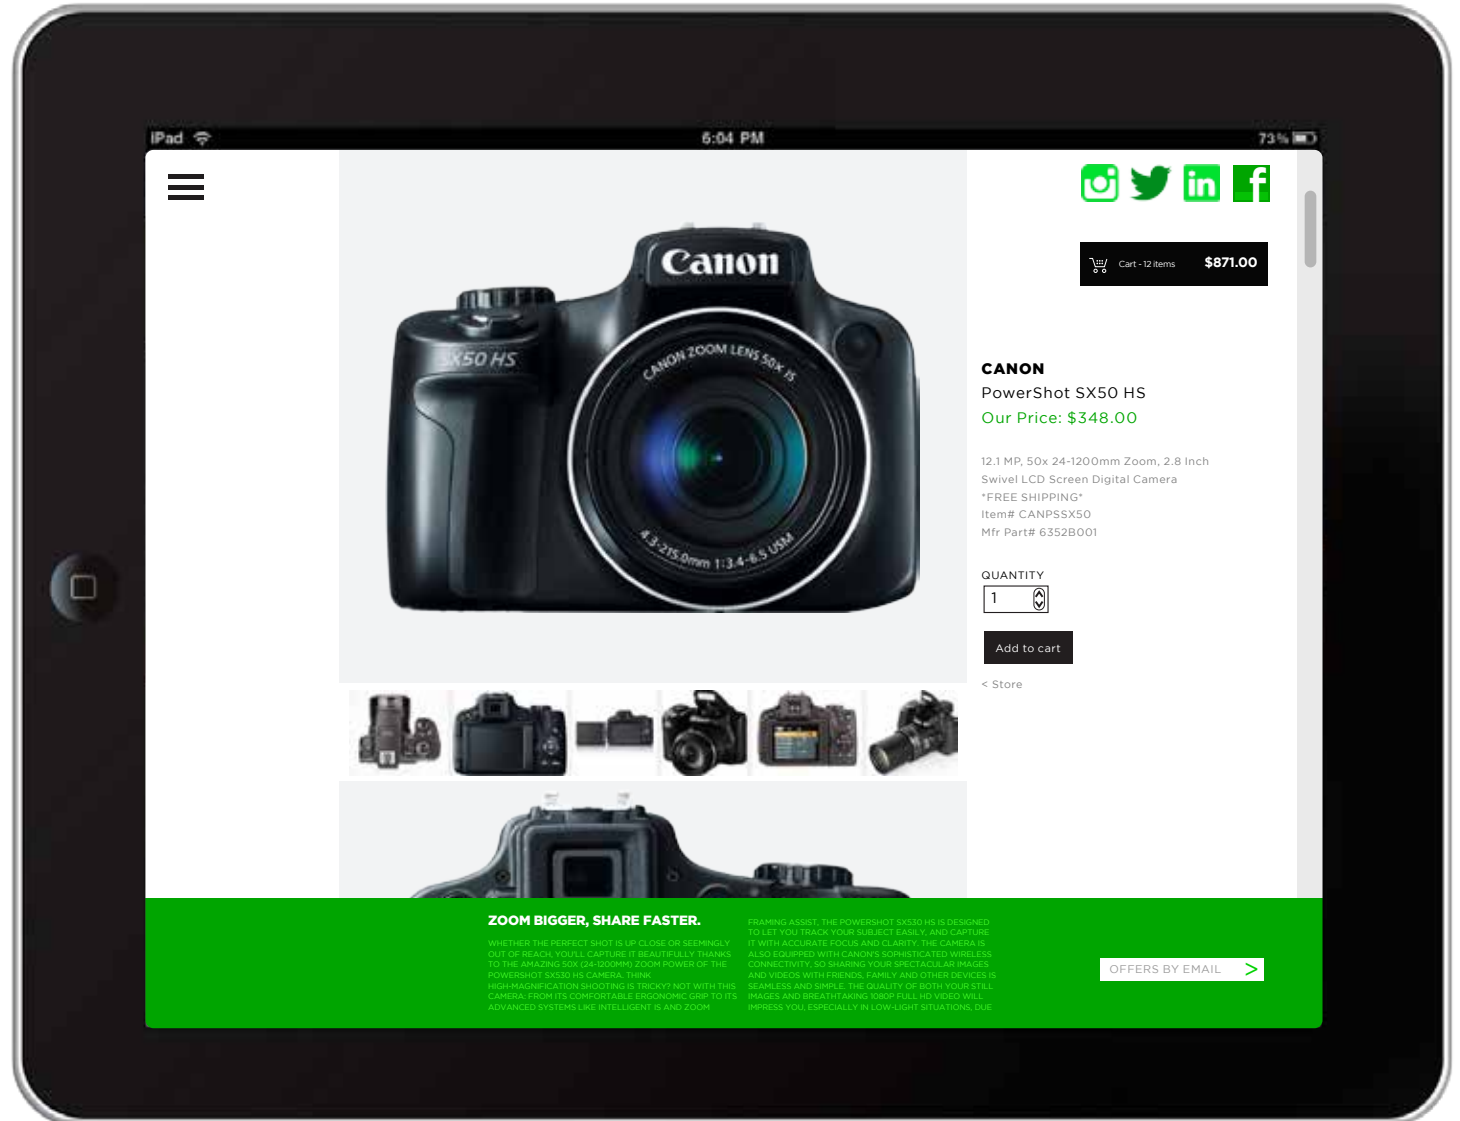 iPad
6:04 PM
73%
Canon
SX50 HS
CANON ZOOM LENS 50x IS
4.3-215.0mm 1:3.4-6.5 USM
Cart - 12 items $871.00
CANON
PowerShot SX50 HS
Our Price: $348.00
12.1 MP, 50x 24-1200mm Zoom, 2.8 Inch
Swivel LCD Screen Digital Camera
*FREE SHIPPING*
Item# CANPSSX50
Mfr Part# 6352B001
QUANTITY
1
Add to cart
< Store
ZOOM BIGGER, SHARE FASTER.
WHETHER THE PERFECT SHOT IS UP CLOSE OR SEEMINGLY
OUT OF REACH, YOU'LL CAPTURE IT BEAUTIFULLY THANKS
TO THE AMAZING 50X (24-1200MM) ZOOM POWER OF THE
POWERSHOT SX530 HS CAMERA. THINK
HIGH-MAGNIFICATION SHOOTING IS TRICKY? NOT WITH THIS
CAMERA: FROM ITS COMFORTABLE ERGONOMIC GRIP TO ITS
ADVANCED SYSTEMS LIKE INTELLIGENT IS AND ZOOM
FRAMING ASSIST, THE POWERSHOT SX530 HS IS DESIGNED
TO LET YOU TRACK YOUR SUBJECT EASILY, AND CAPTURE
IT WITH ACCURATE FOCUS AND CLARITY. THE CAMERA IS
ALSO EQUIPPED WITH CANON'S SOPHISTICATED WIRELESS
CONNECTIVITY, SO SHARING YOUR SPECTACULAR IMAGES
AND VIDEOS WITH FRIENDS, FAMILY AND OTHER DEVICES IS
SEAMLESS AND SIMPLE. THE QUALITY OF BOTH YOUR STILL
IMAGES AND BREATHTAKING 1080P FULL HD VIDEO WILL
IMPRESS YOU, ESPECIALLY IN LOW-LIGHT SITUATIONS, DUE
OFFERS BY EMAIL >